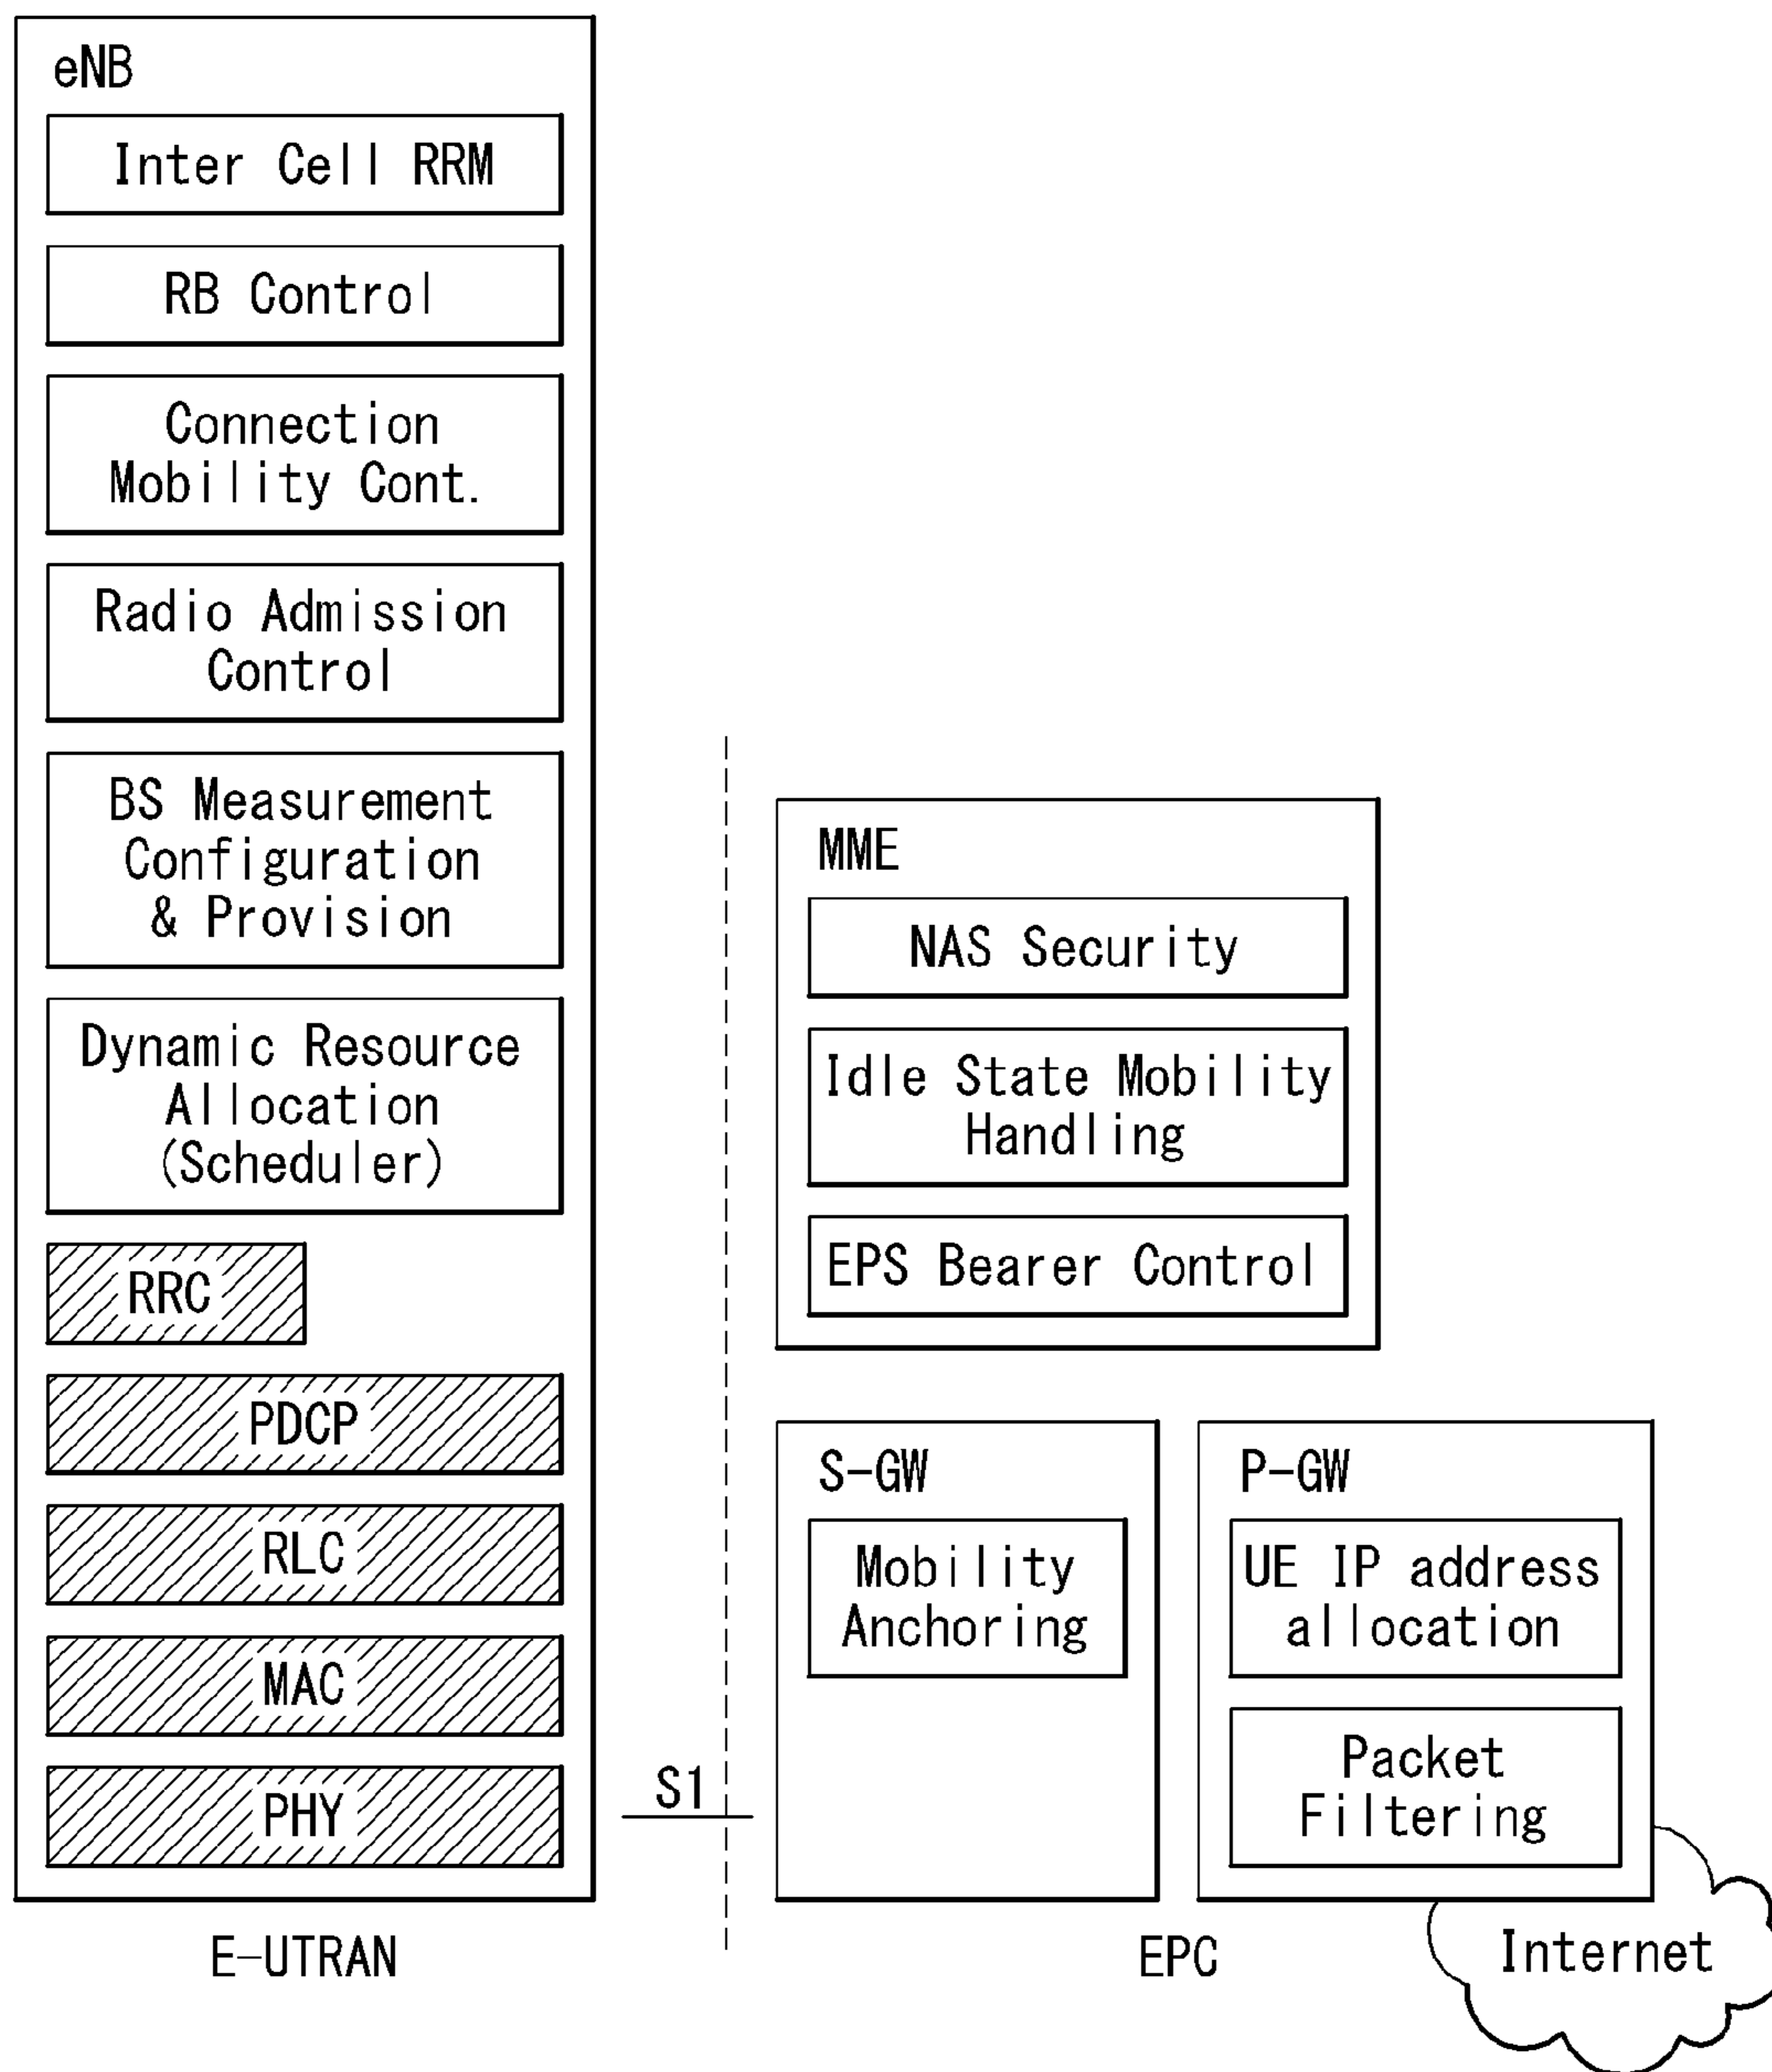 eNB
Inter Cell RRM
RB Control
Connection
Mobility Cont.
Radio Admission
Control
BS Measurement
Configuration
& Provision
Dynamic Resource
Allocation
(Scheduler)
RRC
PDCP
RLC
MAC
PHY
E-UTRAN
S1
MME
NAS Security
Idle State Mobility
Handling
EPS Bearer Control
S-GW
Mobility
Anchoring
P-GW
UE IP address
allocation
Packet
Filtering
EPC
Internet